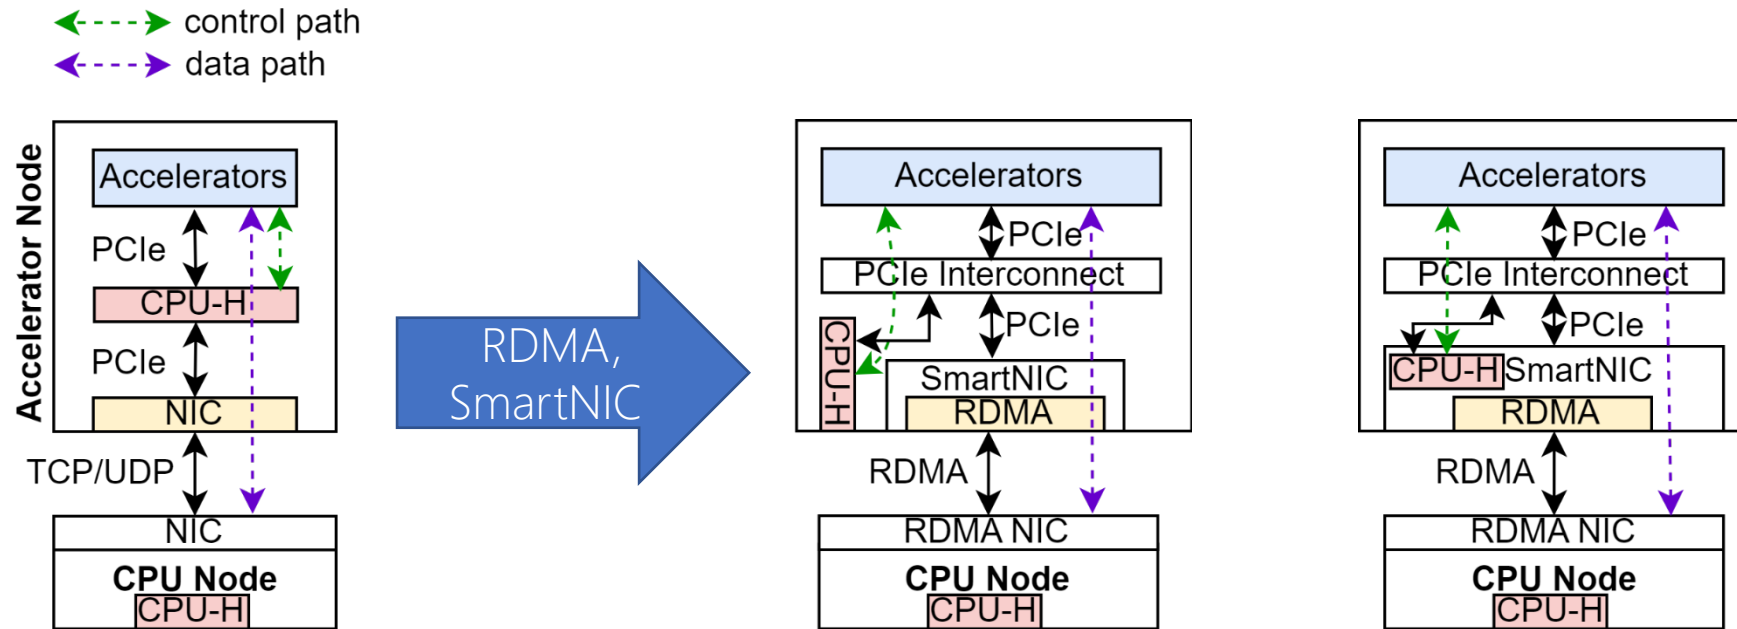 control path
data path
Accelerator Node
Accelerators
PCIe
CPU-H
PCIe
NIC
TCP/UDP
NIC
CPU Node
CPU-H
RDMA,
SmartNIC
Accelerators
PCIe
PCIe Interconnect
PCIe
CPU-H
SmartNIC
RDMA
RDMA
RDMA NIC
CPU Node
CPU-H
Accelerators
PCIe
PCIe Interconnect
PCIe
CPU-H
SmartNIC
RDMA
RDMA
RDMA NIC
CPU Node
CPU-H